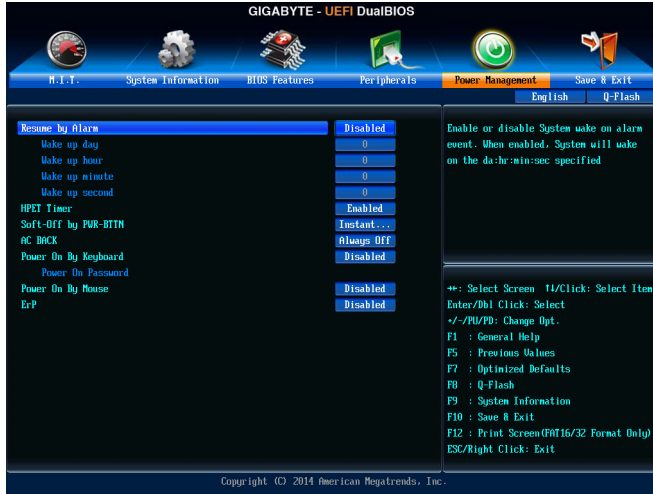 GIGABYTE - UEFI DualBIOS
M.I.T. System Information BIOS Features Peripherals Power Management Save & Exit
English Q-Flash
Resume by Alarm Disabled
Wake up day 0
Wake up hour 0
Wake up minute 0
Wake up second 0
HPET Timer Enabled
Soft-Off by PWR-BTTN Instant...
AC BACK Always Off
Power On By Keyboard Disabled
Power On Password
Power On By Mouse Disabled
ErP Disabled
Enable or disable System wake on alarm
event. When enabled, System will wake
on the da:hr:min:sec specified
→←: Select Screen ↑↓/Click: Select Item
Enter/Dbl Click: Select
+/-/PU/PD: Change Opt.
F1 : General Help
F5 : Previous Values
F7 : Optimized Defaults
F8 : Q-Flash
F9 : System Information
F10 : Save & Exit
F12 : Print Screen(FAT16/32 Format Only)
ESC/Right Click: Exit
Copyright (C) 2014 American Megatrends, Inc.